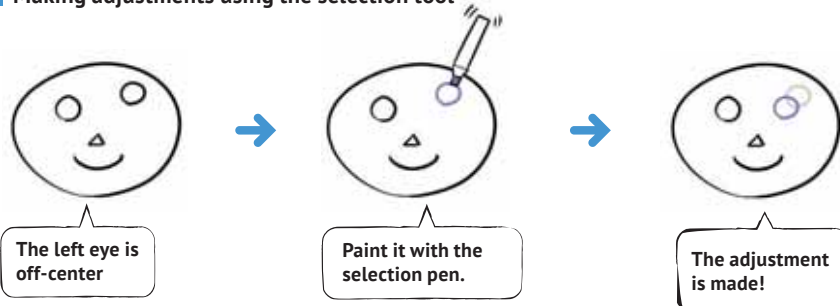 Making adjustments using the selection tool
The left eye is
off-center
Paint it with the
selection pen.
The adjustment
is made!